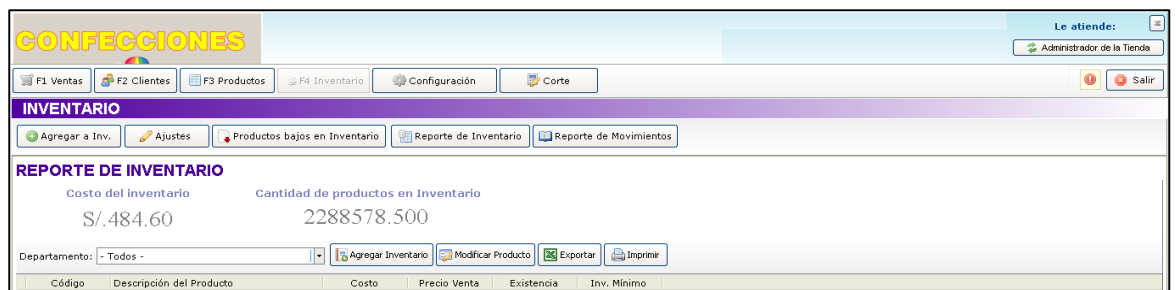 CONFECCIONES
Le atiende:
Administrador de la Tienda
F1 Ventas F2 Clientes F3 Productos F4 Inventario Configuración Corte Salir
INVENTARIO
Agregar a Inv. Ajustes Productos bajos en Inventario Reporte de Inventario Reporte de Movimientos
REPORTE DE INVENTARIO
Costo del inventario Cantidad de productos en Inventario
S/.484.60 2288578.500
Departamento: - Todos - Agregar Inventario Modificar Producto Exportar Imprimir
Código Descripción del Producto Costo Precio Venta Existencia Inv. Mínimo